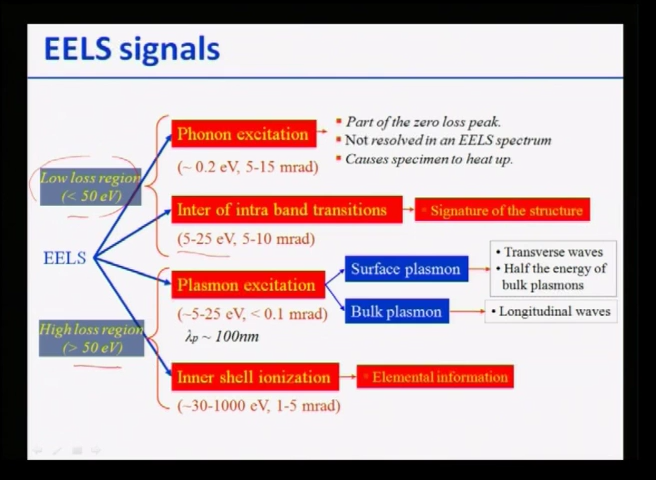 EELS signals
Phonon excitation
(~ 0.2 eV, 5-15 mrad)
Part of the zero loss peak.
Not resolved in an EELS spectrum
Causes specimen to heat up.
Low loss region
(< 50 eV)
Inter of intra band transitions
(5-25 eV, 5-10 mrad)
Signature of the structure
EELS
Plasmon excitation
(~5-25 eV, < 0.1 mrad)
λp ~ 100nm
Surface plasmon
• Transverse waves
• Half the energy of
bulk plasmons
Bulk plasmon
• Longitudinal waves
High loss region
(> 50 eV)
Inner shell ionization
(~30-1000 eV, 1-5 mrad)
Elemental information